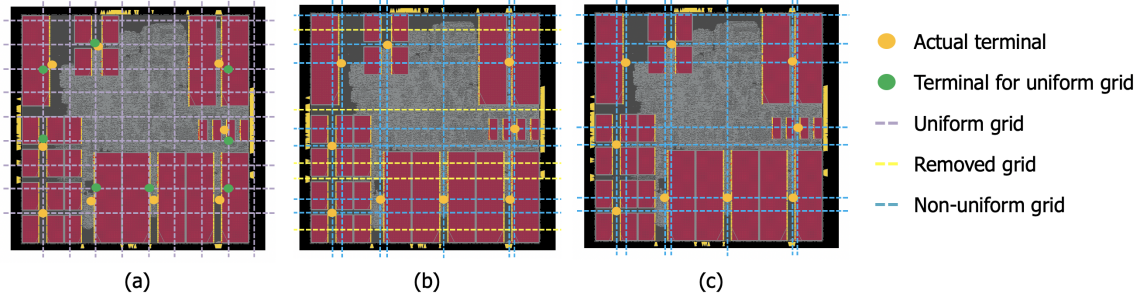 Actual terminal
Terminal for uniform grid
Uniform grid
Removed grid
Non-uniform grid
(a)
(b)
(c)